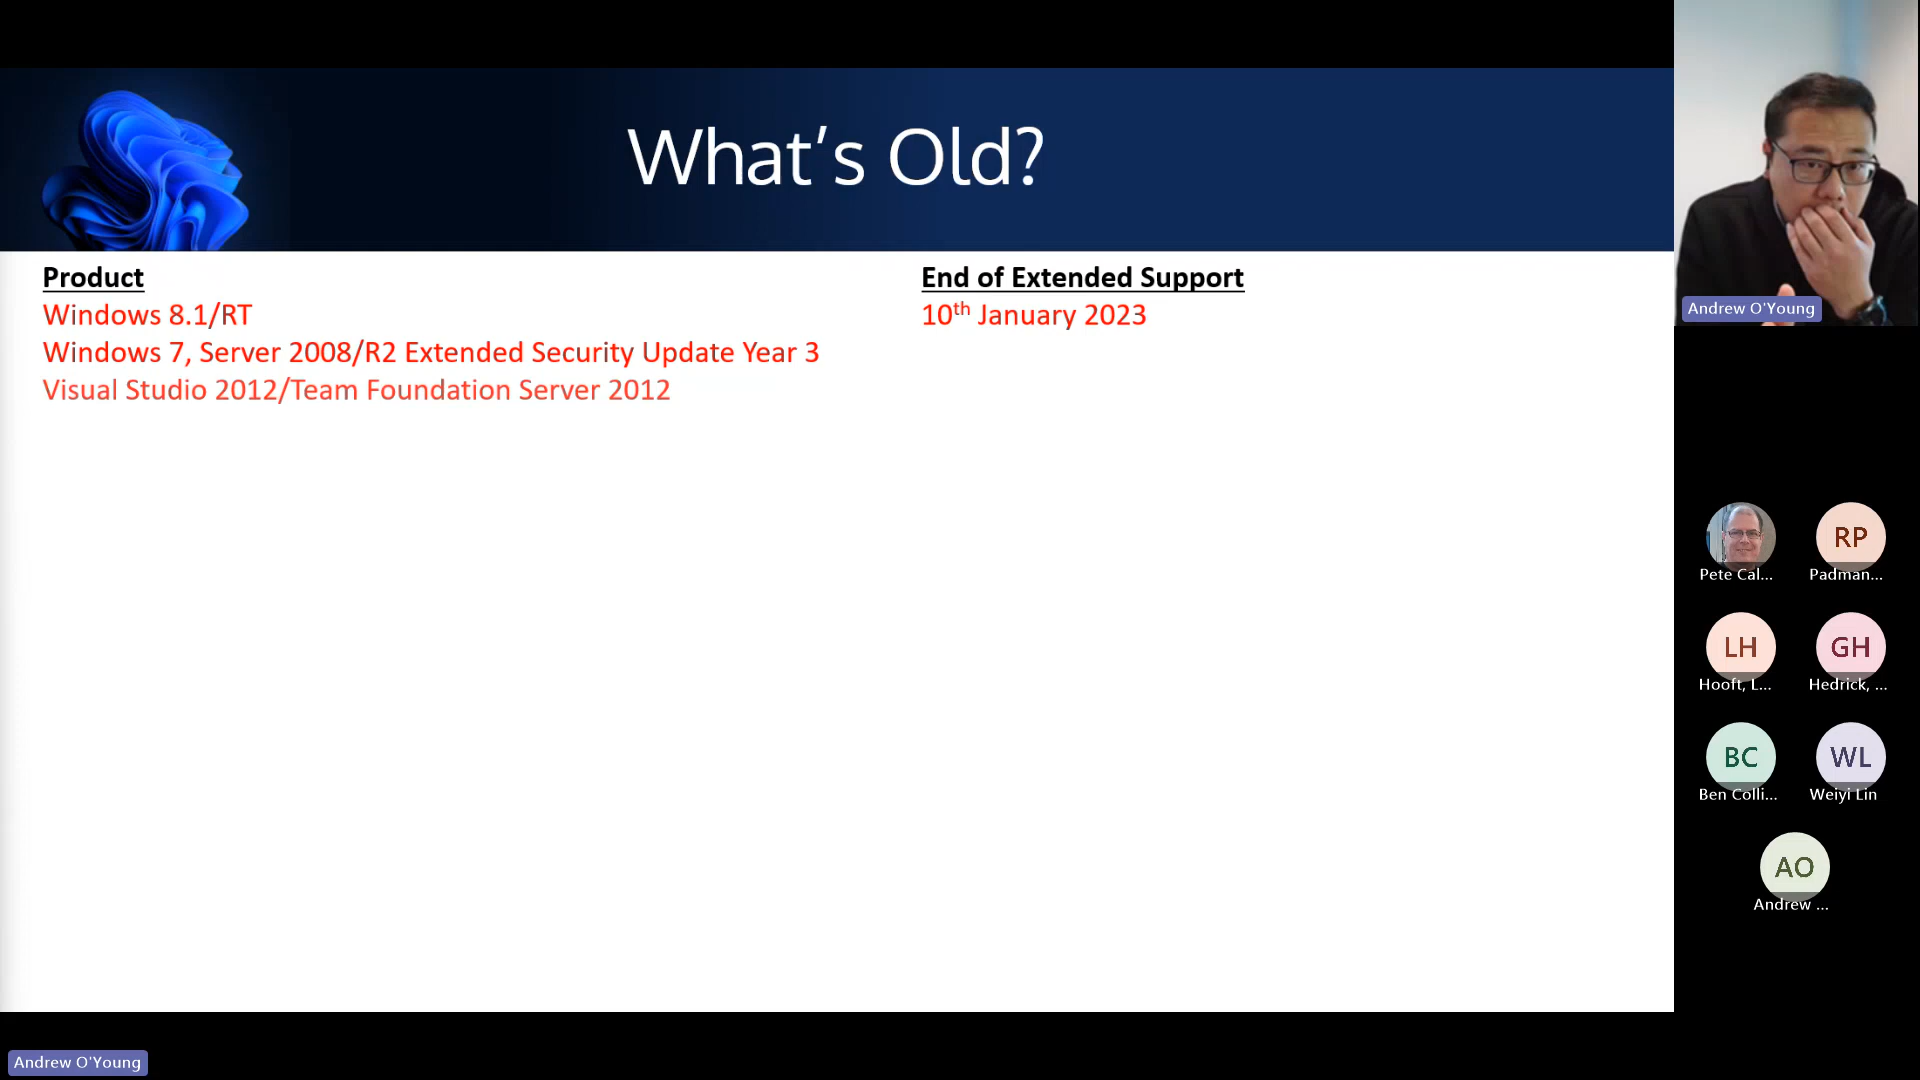 What's Old?
Product
End of Extended Support
Windows 8.1/RT
10th January 2023
Windows 7, Server 2008/R2 Extended Security Update Year 3
Visual Studio 2012/Team Foundation Server 2012
Andrew O'Young
RP
Pete Cal...
Padman...
LH
GH
Hooft, L...
Hedrick, ...
BC
WL
Ben Colli...
Weiyi Lin
AO
Andrew ...
Andrew O'Young